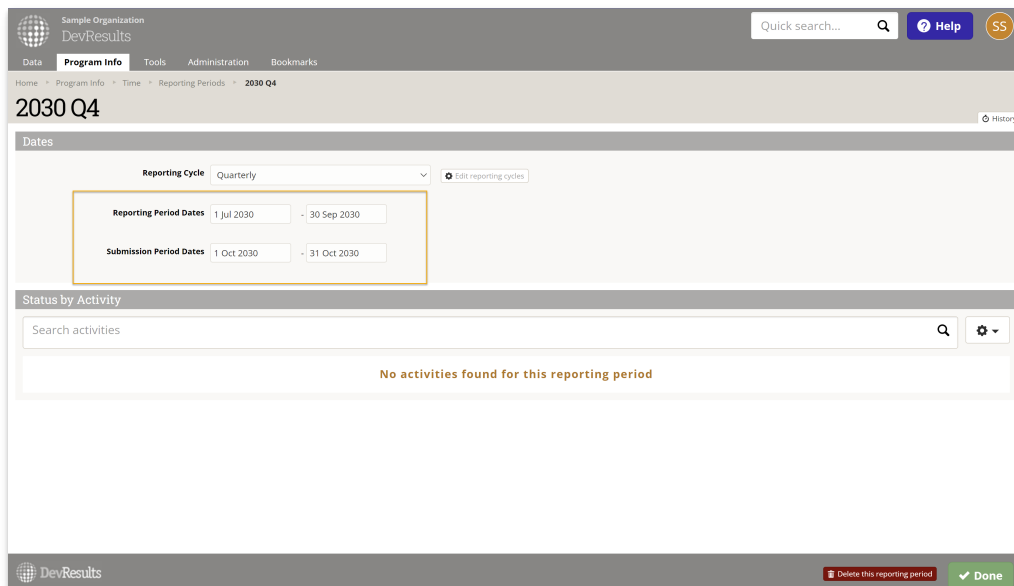 Sample Organization
DevResults
Quick search...
Help
SS
Data Program Info Tools Administration Bookmarks
Home Program Info Time Reporting Periods 2030 Q4
2030 Q4
History
Dates
Reporting Cycle Quarterly Edit reporting cycles
Reporting Period Dates 1 Jul 2030 - 30 Sep 2030
Submission Period Dates 1 Oct 2030 - 31 Oct 2030
Status by Activity
Search activities
No activities found for this reporting period
DevResults
Delete this reporting period
Done